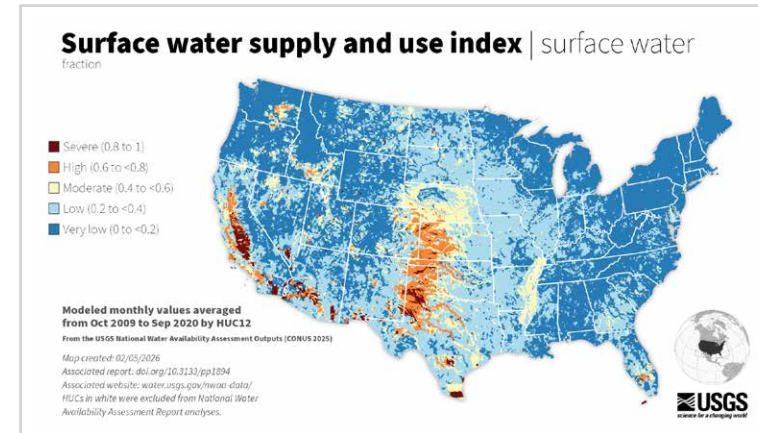 Surface water supply and use index | surface water
fraction
Severe (0.8 to 1)
High (0.6 to <0.8)
Moderate (0.4 to <0.6)
Low (0.2 to <0.4)
Very low (0 to <0.2)
Modeled monthly values averaged
from Oct 2009 to Sep 2020 by HUC12
From the USGS National Water Availability Assessment Outputs (CONUS 2025)
Map created: 02/05/2026
Associated report: doi.org/10.3133/pp1894
Associated website: water.usgs.gov/nwaa-data/
HUCs in white were excluded from National Water
Availability Assessment Report analyses.
USGS
science for a changing world